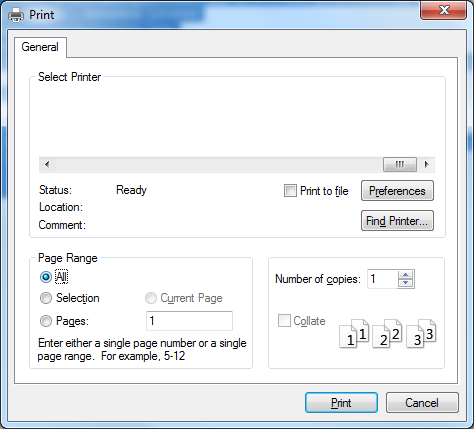 Print
General
Select Printer
Status: Ready
Print to file
Preferences
Location:
Comment:
Find Printer...
Page Range
All
Selection
Current Page
Pages: 1
Enter either a single page number or a single
page range. For example, 5-12
Number of copies: 1
Collate
1 1 2 2 3 3
Print
Cancel